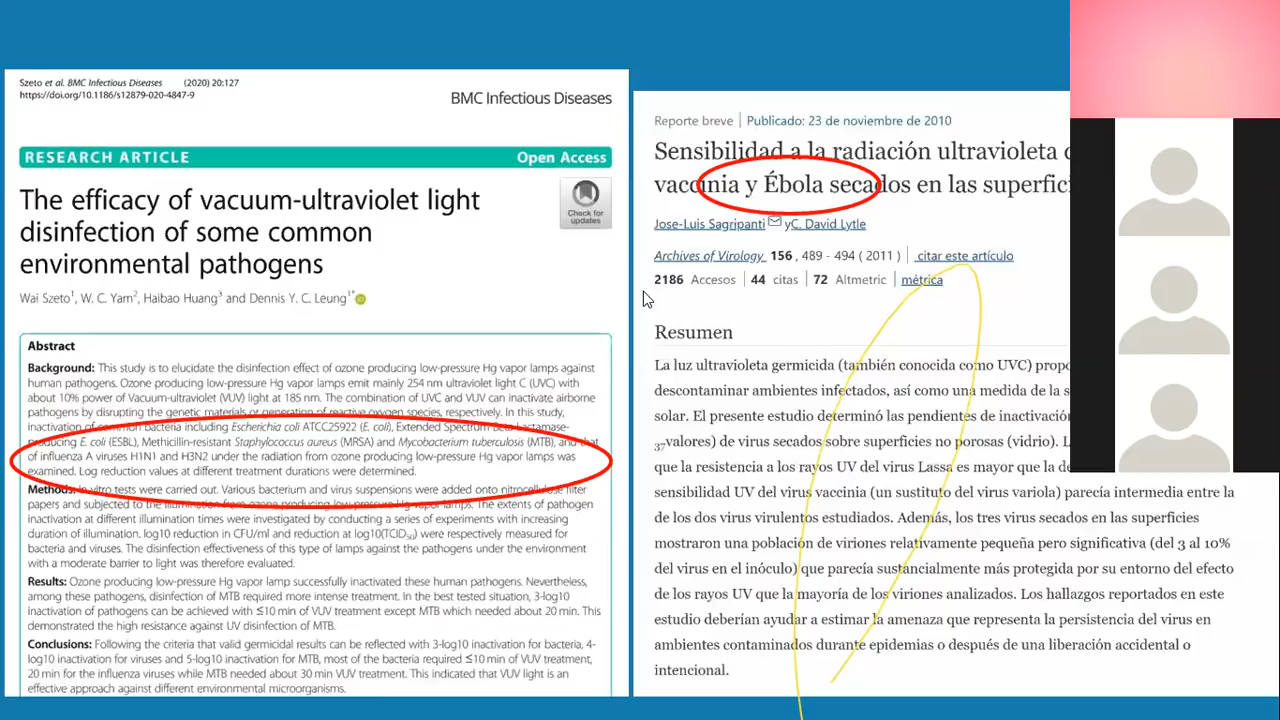 Szeto et al. BMC Infectious Diseases (2020) 20:127
https://doi.org/10.1186/s12879-020-4847-9
BMC Infectious Diseases
RESEARCH ARTICLE
Open Access
The efficacy of vacuum-ultraviolet light
disinfection of some common
environmental pathogens
Check for
updates
Wai Szeto1, W. C. Yam2, Haibao Huang3 and Dennis Y. C. Leung1*
Abstract
Background: This study is to elucidate the disinfection effect of ozone producing low-pressure Hg vapor lamps against
human pathogens. Ozone producing low-pressure Hg vapor lamps emit mainly 254 nm ultraviolet light C (UVC) with
about 10% power of Vacuum-ultraviolet (VUV) light at 185 nm. The combination of UVC and VUV can inactivate airborne
pathogens by disrupting the genetic materials or generation of reactive oxygen species, respectively. In this study,
inactivation of common bacteria including Escherichia coli ATCC25922 (E. coli), Extended Spectrum Beta-Lactamase-
producing E. coli (ESBL), Methicillin-resistant Staphylococcus aureus (MRSA) and Mycobacterium tuberculosis (MTB), and that
of influenza A viruses H1N1 and H3N2 under the radiation from ozone producing low-pressure Hg vapor lamps was
examined. Log reduction values at different treatment durations were determined.
Methods: In vitro tests were carried out. Various bacterium and virus suspensions were added onto nitrocellulose filter
papers and subjected to the illumination from ozone producing low-pressure Hg vapor lamps. The extents of pathogen
inactivation at different illumination times were investigated by conducting a series of experiments with increasing
duration of illumination. log10 reduction in CFU/ml and reduction at log10(TCID50) were respectively measured for
bacteria and viruses. The disinfection effectiveness of this type of lamps against the pathogens under the environment
with a moderate barrier to light was therefore evaluated.
Results: Ozone producing low-pressure Hg vapor lamp successfully inactivated these human pathogens. Nevertheless,
among these pathogens, disinfection of MTB required more intense treatment. In the best tested situation, 3-log10
inactivation of pathogens can be achieved with ≤10 min of VUV treatment except MTB which needed about 20 min. This
demonstrated the high resistance against UV disinfection of MTB.
Conclusions: Following the criteria that valid germicidal results can be reflected with 3-log10 inactivation for bacteria, 4-
log10 inactivation for viruses and 5-log10 inactivation for MTB, most of the bacteria required ≤10 min of VUV treatment,
20 min for the influenza viruses while MTB needed about 30 min VUV treatment. This indicated that VUV light is an
effective approach against different environmental microorganisms.
Reporte breve | Publicado: 23 de noviembre de 2010
Sensibilidad a la radiación ultravioleta
vaccinia y Ébola secados en las
Jose-Luis Sagripanti yC. David Lytle
Archives of Virology 156, 489 - 494 ( 2011 ) | citar este artículo
2186 Accesos | 44 citas | 72 Altmetric | métrica
Resumen
La luz ultravioleta germicida (también conocida como UVC)
descontaminar ambientes infectados, así como una medida de la
solar. El presente estudio determinó las pendientes de inactivación
37valores) de virus secados sobre superficies no porosas (vidrio).
que la resistencia a los rayos UV del virus Lassa es mayor que la
sensibilidad UV del virus vaccinia (un sustituto del virus variola) parecía intermedia entre la
de los dos virus virulentos estudiados. Además, los tres virus secados en las superficies
mostraron una población de viriones relativamente pequeña pero significativa (del 3 al 10%
del virus en el inóculo) que parecía sustancialmente más protegida por su entorno del efecto
de los rayos UV que la mayoría de los viriones analizados. Los hallazgos reportados en este
estudio deberían ayudar a estimar la amenaza que representa la persistencia del virus en
ambientes contaminados durante epidemias o después de una liberación accidental o
intencional.